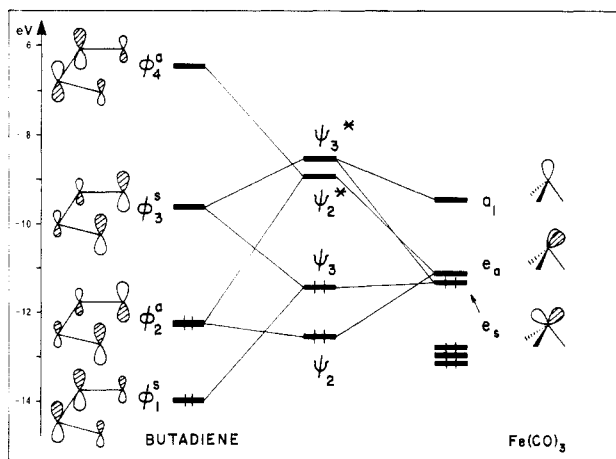 eV
6
- 8
-10
-12
-14
ϕ₄ᵃ
ϕ₃ˢ
ϕ₂ᵃ
ϕ₁ˢ
ψ₃*
ψ₂*
ψ₃
ψ₂
a₁
eₐ
eₛ
BUTADIENE
Fe(CO)₃